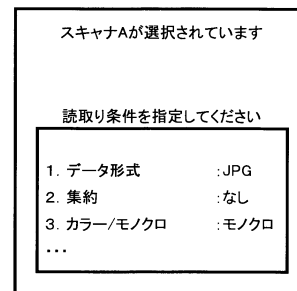 スキャナAが選択されています
読取り条件を指定してください
1. データ形式 :JPG
2. 集約 :なし
3. カラー/モノクロ :モノクロ
...